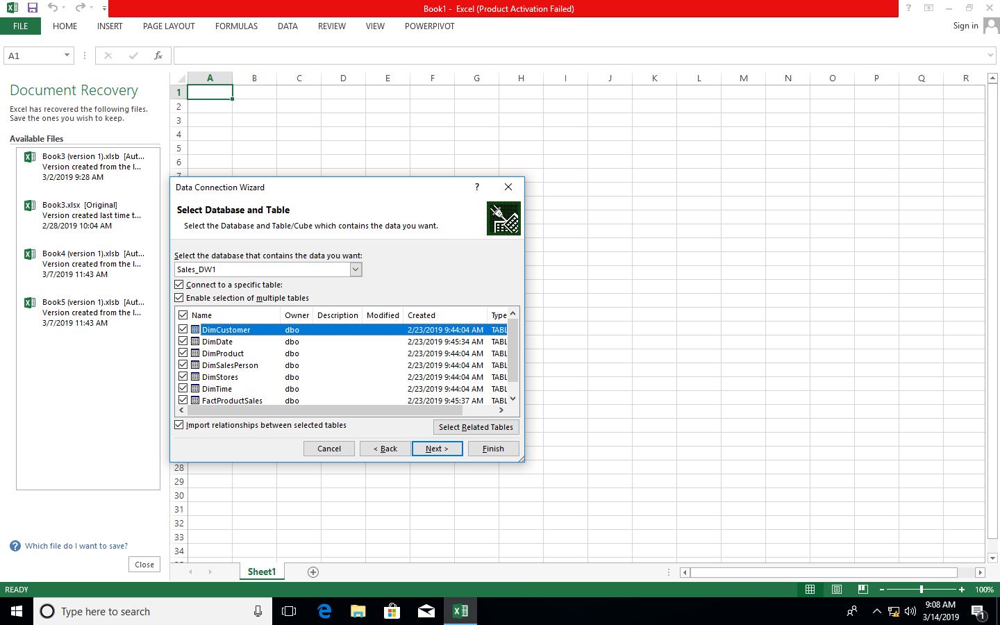 Book1 - Excel (Product Activation Failed)
FILE HOME INSERT PAGE LAYOUT FORMULAS DATA REVIEW VIEW POWERPIVOT Sign in
A1 fx
Document Recovery
Excel has recovered the following files.
Save the ones you wish to keep.
Available Files
Book3 (version 1).xlsb [Aut...
Version created from the l...
3/2/2019 9:28 AM
Book3.xlsx [Original]
Version created last time t...
2/28/2019 10:04 AM
Book4 (version 1).xlsb [Aut...
Version created from the l...
3/7/2019 11:43 AM
Book5 (version 1).xlsb [Aut...
Version created from the l...
3/7/2019 11:43 AM
Which file do I want to save?
Close
A B C D E F G H I J K L M N O P Q R
1
2
3
4
5
6
7
Data Connection Wizard ?
Select Database and Table
Select the Database and Table/Cube which contains the data you want.
Select the database that contains the data you want:
Sales_DW1
Connect to a specific table:
Enable selection of multiple tables
Name Owner Description Modified Created Type
DimCustomer dbo 2/23/2019 9:44:04 AM TABL
DimDate dbo 2/23/2019 9:45:34 AM TABL
DimProduct dbo 2/23/2019 9:44:04 AM TABL
DimSalesPerson dbo 2/23/2019 9:44:04 AM TABL
DimStores dbo 2/23/2019 9:44:04 AM TABL
DimTime dbo 2/23/2019 9:44:04 AM TABL
FactProductSales dbo 2/23/2019 9:45:37 AM TABL
Import relationships between selected tables
Select Related Tables
Cancel < Back Next > Finish
28
29
30
31
32
33
34
Sheet1
READY 100%
Type here to search
9:08 AM
3/14/2019
1